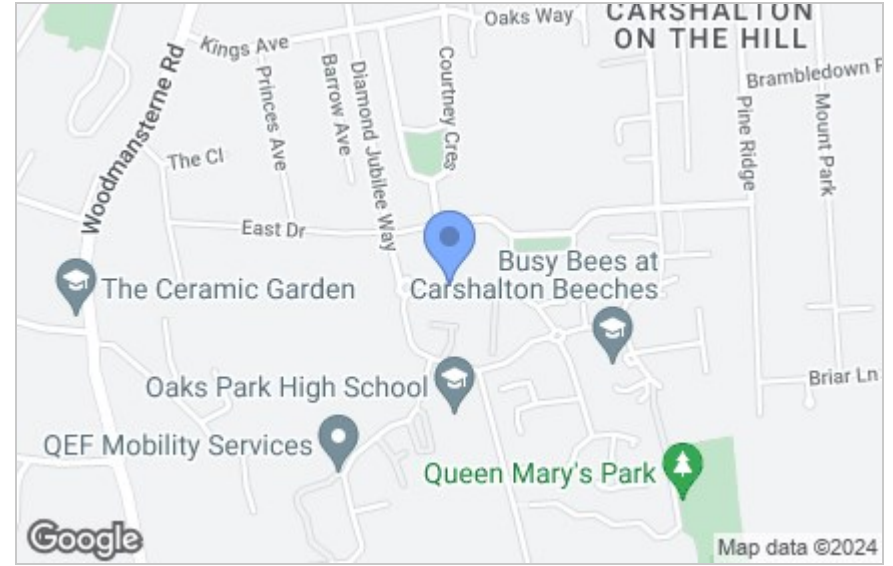 CARSHALTON
ON THE HILL
Oaks Way
Kings Ave
Woodmansterne Rd
Princes Ave
Barrow Ave
Diamond Jubilee Way
Courtney Cres
Brambledown R
Pine Ridge
Mount Park
The Cl
East Dr
Busy Bees at
Carshalton Beeches
The Ceramic Garden
Oaks Park High School
Briar Ln
QEF Mobility Services
Queen Mary's Park
Google
Map data ©2024